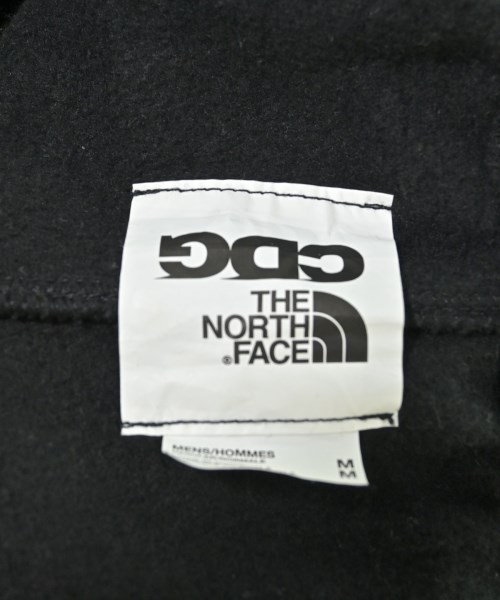 CDG
THE
NORTH
FACE®
MENS/HOMMES
M
M